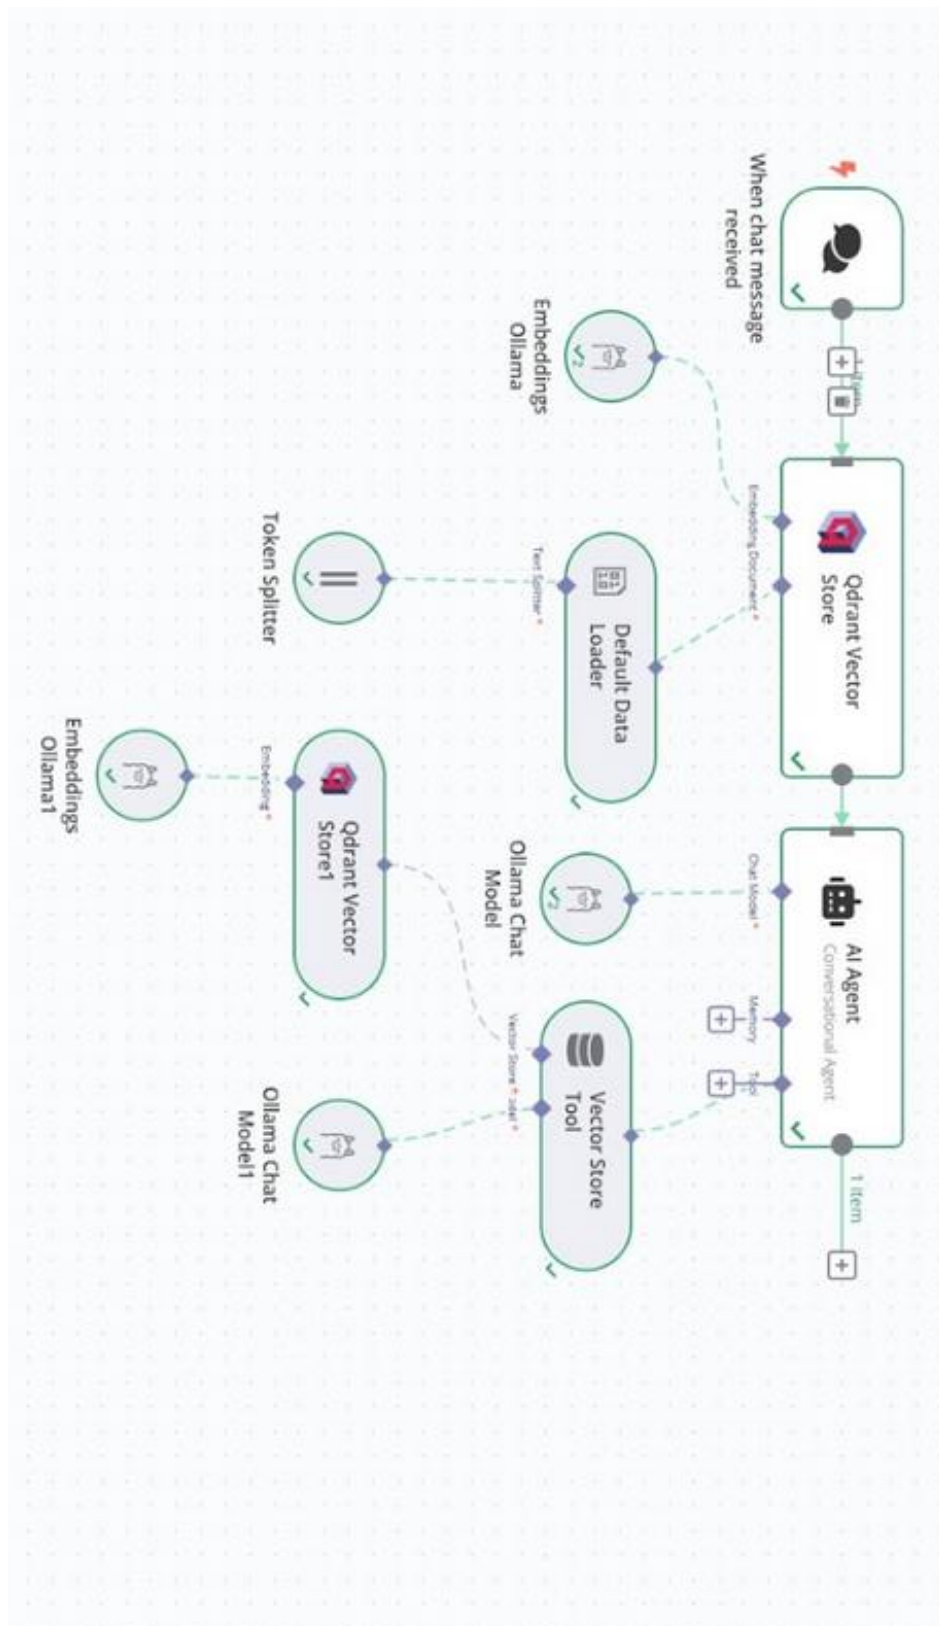 When chat message
received
Qdrant Vector
Store
Embedding
Document *
AI Agent
Conversational Agent
Chat Model *
Memory
Tool
1 item
Embeddings
Ollama
Default Data
Loader
Text Splitter *
Ollama Chat
Model
Vector Store
Tool
Vector Store *
Token Splitter
Qdrant Vector
Store1
Embedding *
Ollama Chat
Model1
Embeddings
Ollama1